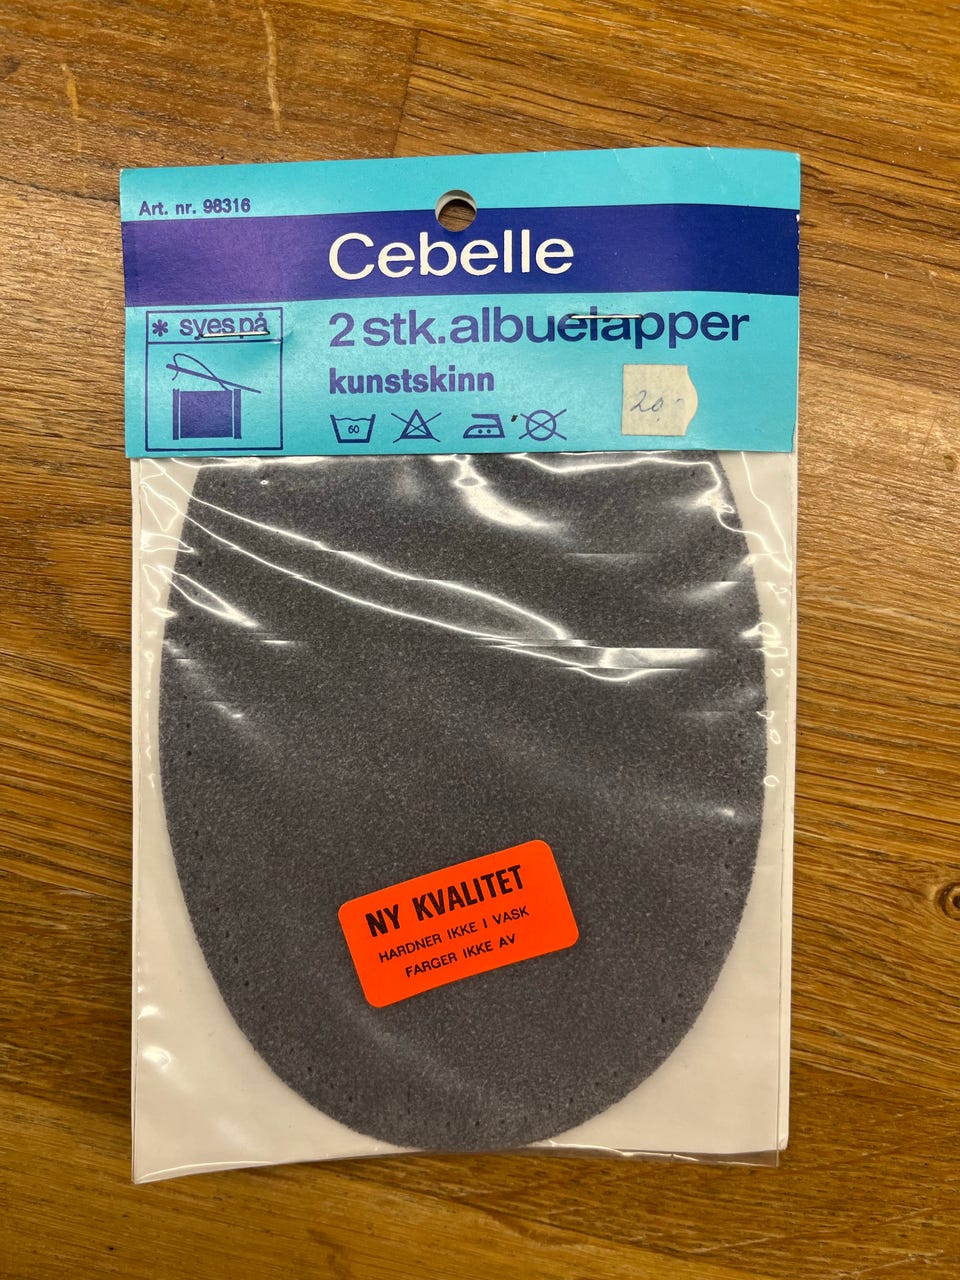 Art. nr. 98316
Cebelle
* syes på
2 stk. albuelapper
kunstskinn
60
20,-
NY KVALITET
HARDNER IKKE I VASK
FARGER IKKE AV